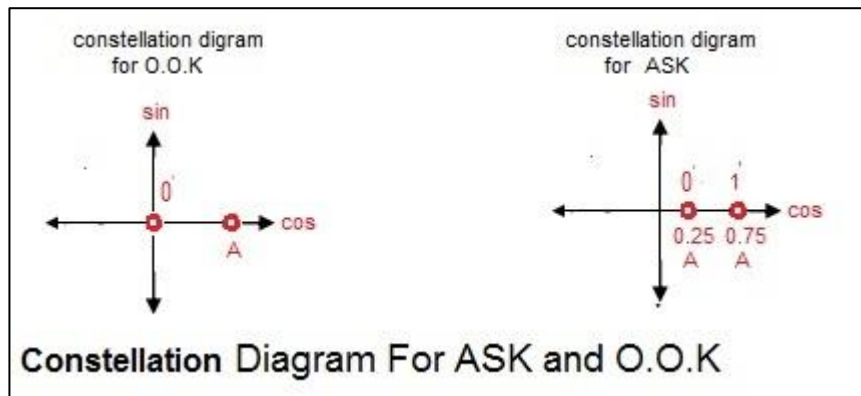 constellation digram
for O.O.K
sin
0'
cos
A
constellation digram
for ASK
sin
0' 1'
cos
0.25 0.75
A A
Constellation Diagram For ASK and O.O.K